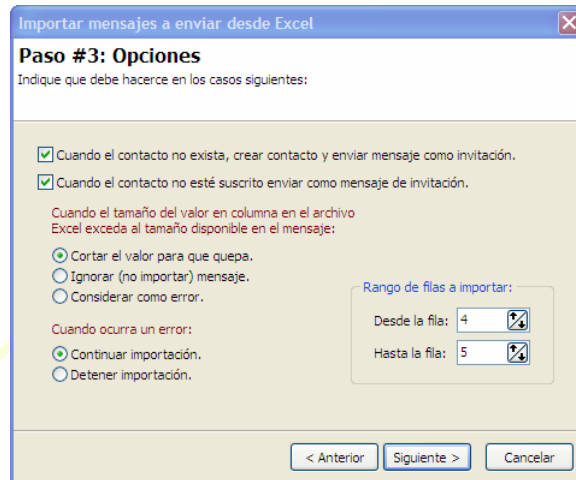 Importar mensajes a enviar desde Excel
Paso #3: Opciones
Indique que debe hacerce en los casos siguientes:
Cuando el contacto no exista, crear contacto y enviar mensaje como invitación.
Cuando el contacto no esté suscrito enviar como mensaje de invitación.
Cuando el tamaño del valor en columna en el archivo
Excel exceda al tamaño disponible en el mensaje:
Cortar el valor para que quepa.
Ignorar (no importar) mensaje.
Considerar como error.
Cuando ocurra un error:
Continuar importación.
Detener importación.
Rango de filas a importar:
Desde la fila: 4
Hasta la fila: 5
< Anterior Siguiente > Cancelar